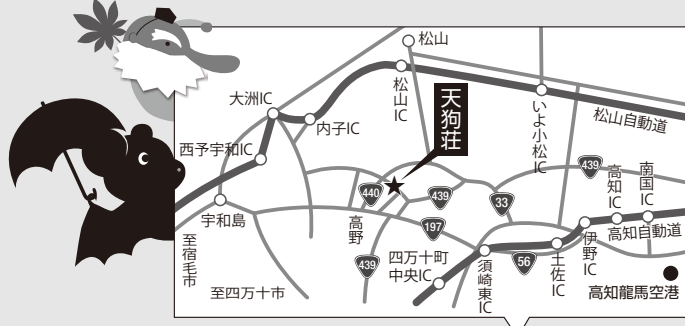 松山
大洲IC
松山IC
天狗荘
内子IC
いよ小松IC
松山自動道
西予宇和IC
439
高知IC
南国IC
440
439
33
宇和島
高野
197
高知自動道
至宿毛市
439
四万十町
中央IC
須崎東IC
56
土佐IC
伊野IC
至四万十市
高知龍馬空港